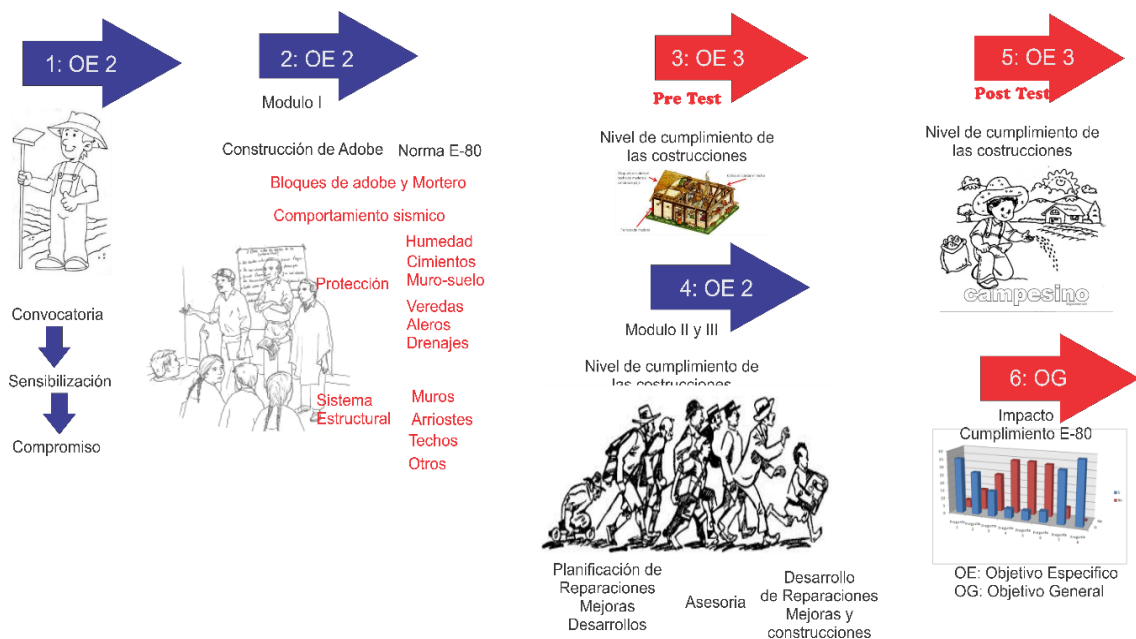 1: OE 2
Convocatoria
Sensibilización
Compromiso
2: OE 2
Modulo I
Construcción de Adobe
Norma E-80
Bloques de adobe y Mortero
Comportamiento sismico
Protección
Humedad
Cimientos
Muro-suelo
Veredas
Aleros
Drenajes
Sistema
Estructural
Muros
Arriostes
Techos
Otros
3: OE 3
Pre Test
Nivel de cumplimiento de
las costrucciones
4: OE 2
Modulo II y III
Nivel de cumplimiento de
las costrucciones
Planificación de
Reparaciones
Mejoras
Desarrollos
Asesoria
Desarrollo
de Reparaciones
Mejoras y
construcciones
5: OE 3
Post Test
Nivel de cumplimiento de
las costrucciones
campesino
6: OG
Impacto
Cumplimiento E-80
OE: Objetivo Especifico
OG: Objetivo General